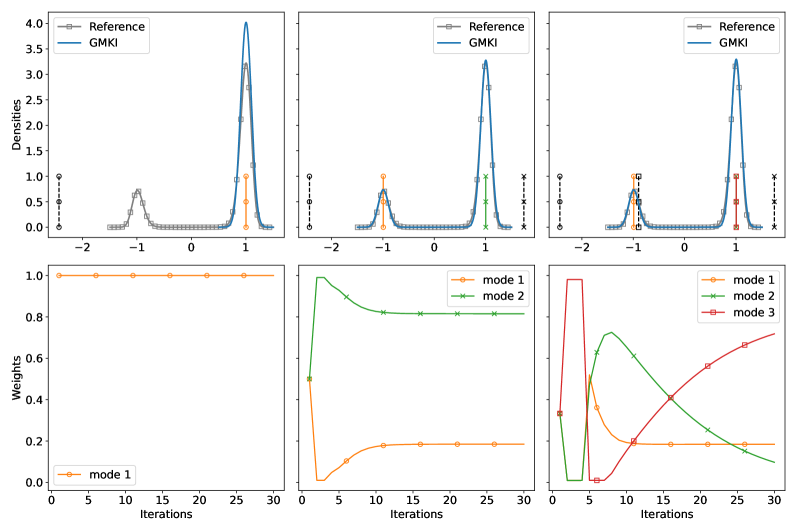 Reference
GMKI
Reference
GMKI
Reference
GMKI
Densities
4.0
3.5
3.0
2.5
2.0
1.5
1.0
0.5
0.0
−2 −1 0 1
−2 −1 0 1
−2 −1 0 1
Weights
1.0
0.8
0.6
0.4
0.2
0.0
mode 1
mode 1
mode 2
mode 1
mode 2
mode 3
0 5 10 15 20 25 30
0 5 10 15 20 25 30
0 5 10 15 20 25 30
Iterations
Iterations
Iterations